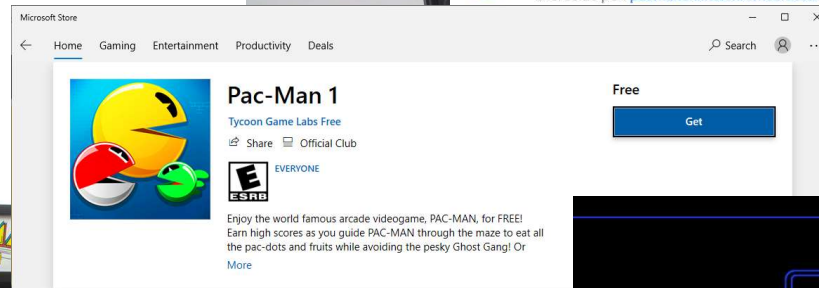 Microsoft Store
Home Gaming Entertainment Productivity Deals Search
Pac-Man 1
Free
Tycoon Game Labs Free
Get
Share Official Club
E
EVERYONE
ESRB
Enjoy the world famous arcade videogame, PAC-MAN, for FREE!
Earn high scores as you guide PAC-MAN through the maze to eat all
the pac-dots and fruits while avoiding the pesky Ghost Gang! Or
More